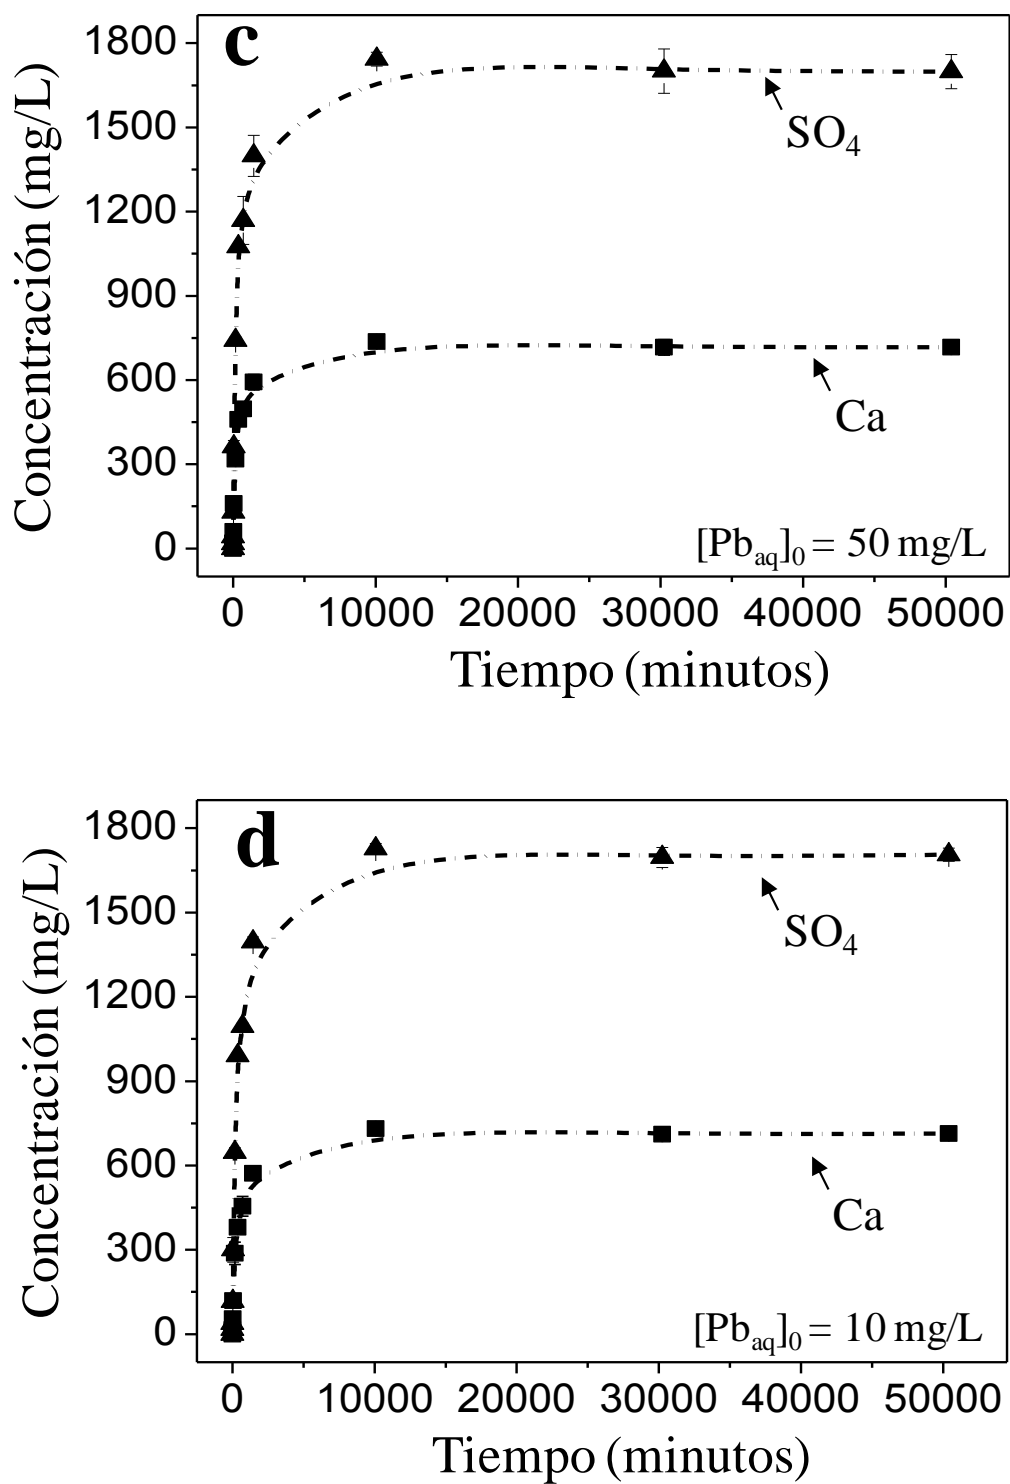 c
1800
1500
1200
900
600
300
0
Concentración (mg/L)
SO4
Ca
[Pbaq]0 = 50 mg/L
0 10000 20000 30000 40000 50000
Tiempo (minutos)
d
1800
1500
1200
900
600
300
0
Concentración (mg/L)
SO4
Ca
[Pbaq]0 = 10 mg/L
0 10000 20000 30000 40000 50000
Tiempo (minutos)